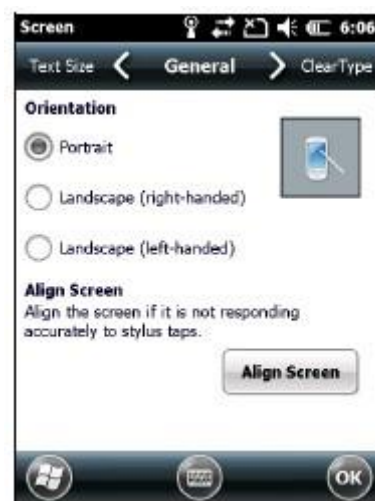 Screen 6:06
Text Size General ClearType
Orientation
Portrait
Landscape (right-handed)
Landscape (left-handed)
Align Screen
Align the screen if it is not responding
accurately to stylus taps.
Align Screen
OK